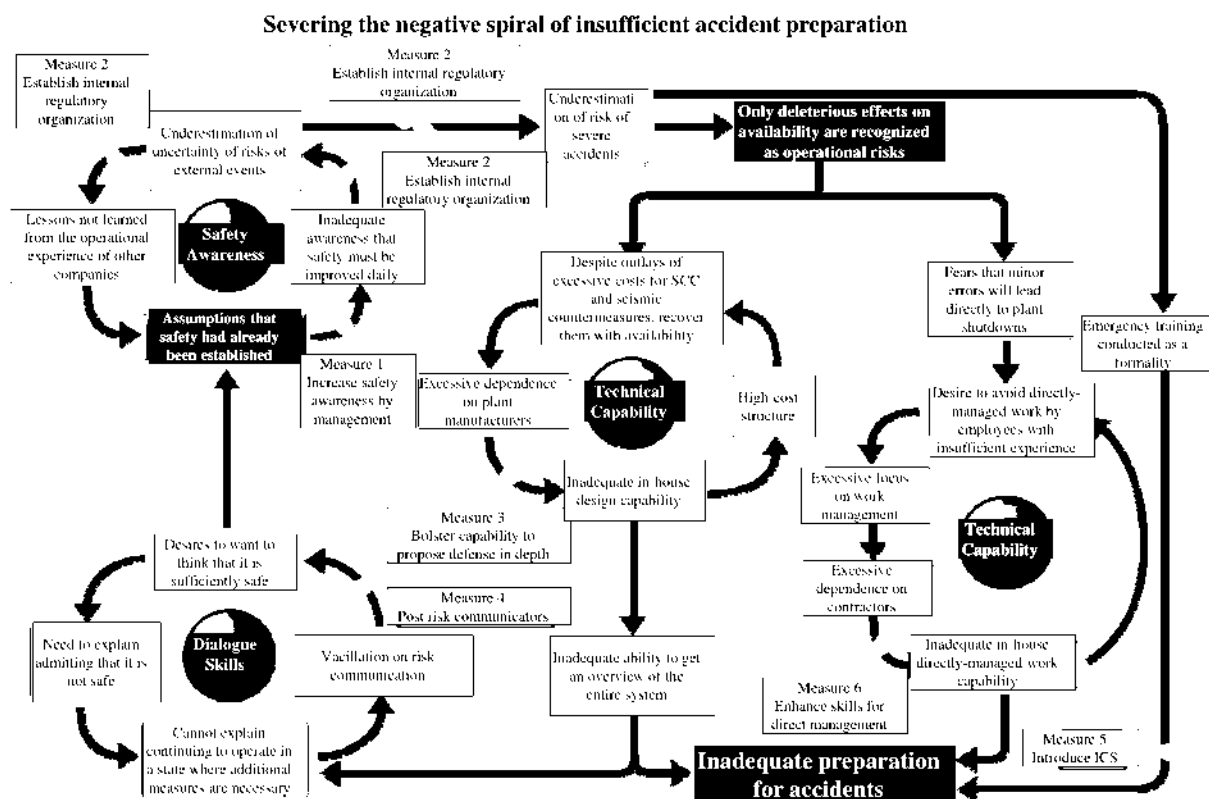 Severing the negative spiral of insufficient accident preparation
Measure 2
Establish internal
regulatory
organization
Measure 2
Establish internal regulatory
organization
Underestimation of
uncertainty of risks of
external events
Underestimati
on of risk of
severe
accidents
Only deleterious effects on
availability are recognized
as operational risks
Measure 2
Establish internal
regulatory organization
Lessons not learned
from the operational
experience of other
companies
Safety
Awareness
Inadequate
awareness that
safety must be
improved daily
Despite outlays of
excessive costs for SCC
and seismic
countermeasures, recover
them with availability
Fears that minor
errors will lead
directly to plant
shutdowns
Emergency training
conducted as a
formality
Assumptions that
safety had already
been established
Measure 1
Increase safety
awareness by
management
Excessive dependence
on plant
manufacturers
Technical
Capability
High cost
structure
Desire to avoid directly-
managed work by
employees with
insufficient experience
Inadequate in house
design capability
Excessive focus
on work
management
Technical
Capability
Measure 3
Bolster capability to
propose defense in depth
Desires to want to
think that it is
sufficiently safe
Excessive
dependence on
contractors
Measure 4
Post risk communicators
Need to explain
admitting that it is
not safe
Dialogue
Skills
Vacillation on risk
communication
Inadequate ability to get
an overview of the
entire system
Inadequate in house
directly-managed work
capability
Measure 6
Enhance skills for
direct management
Cannot explain
continuing to operate in
a state where additional
measures are necessary
Inadequate preparation
for accidents
Measure 5
Introduce ICS